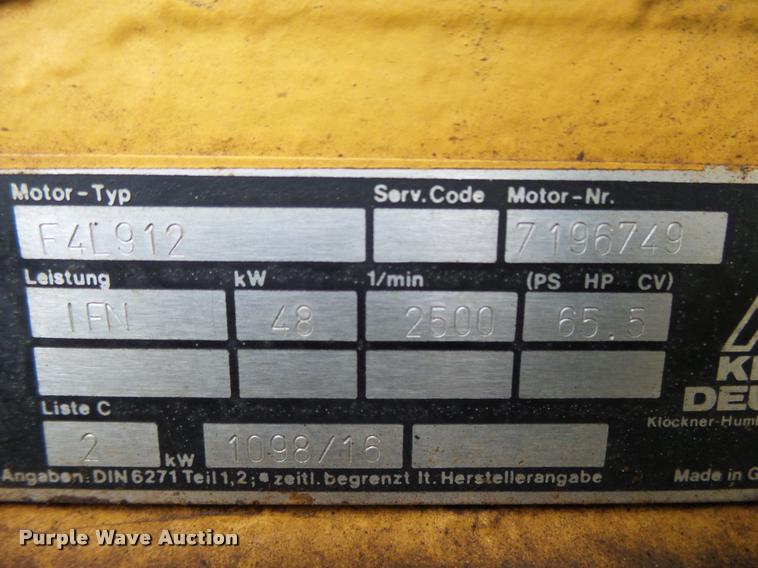 Motor-Typ Serv.Code Motor-Nr.
F4L912 7196749
Leistung kW 1/min (PS HP CV)
IFN 48 2500 65.5
Liste C
2 kW 1098/16
Angaben: DIN 6271 Teil 1,2; * zeitl. begrenzt lt. Herstellerangabe
Made in
Purple Wave Auction